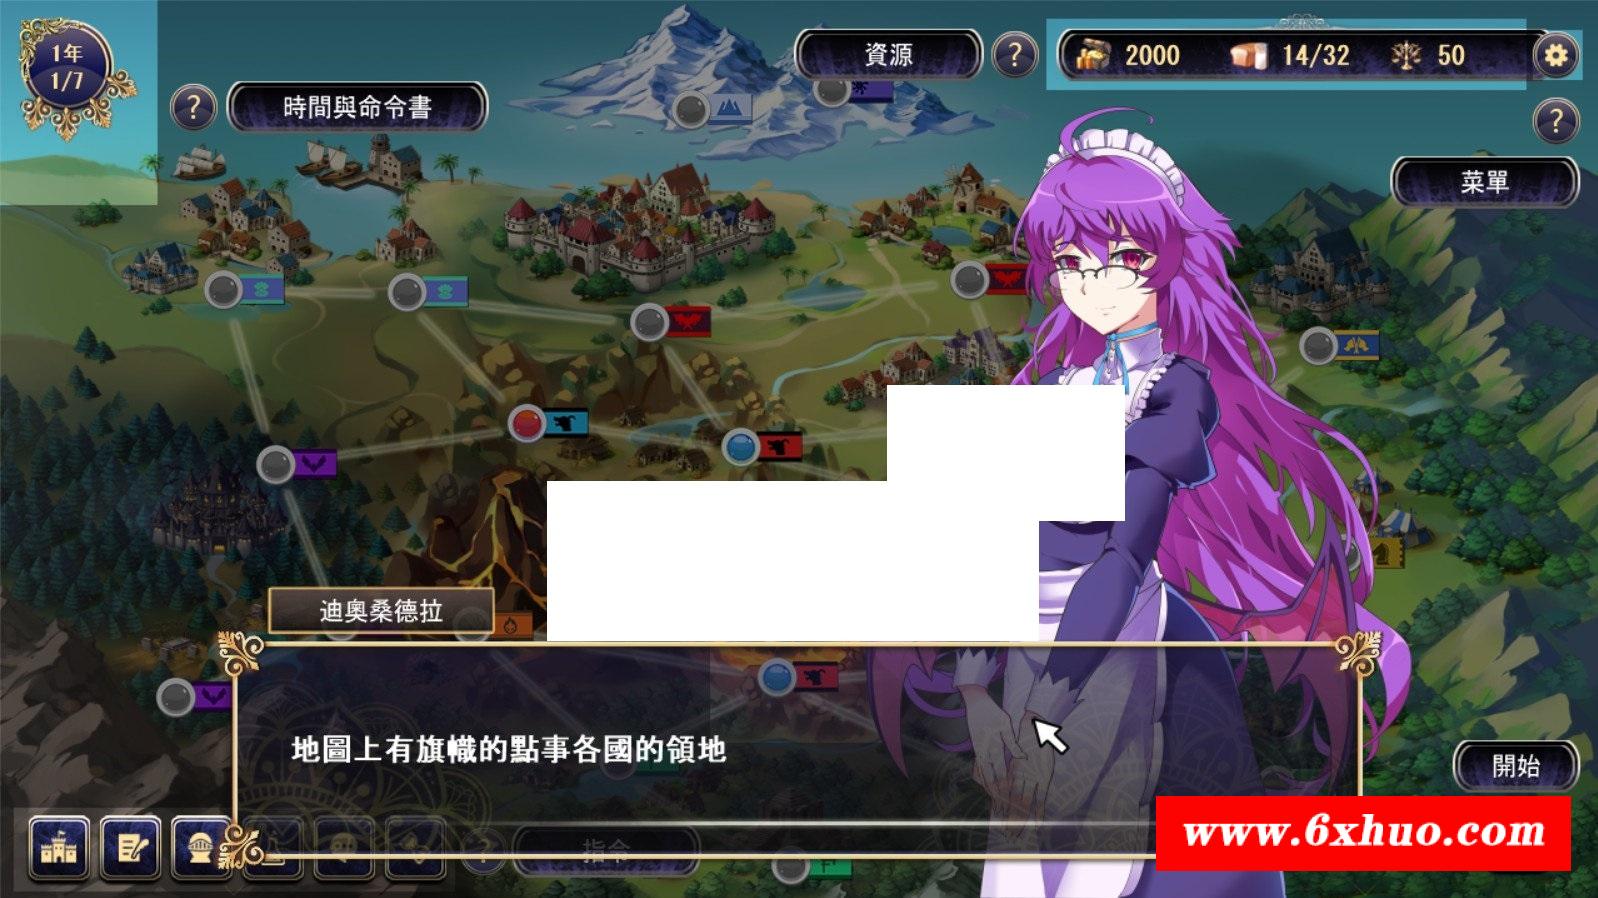 1年
1/7
?
時間與命令書
資源
?
2000
14/32
50
?
菜單
迪奧桑德拉
地圖上有旗幟的點事各國的領地
開始
?
指令
www.6xhuo.com